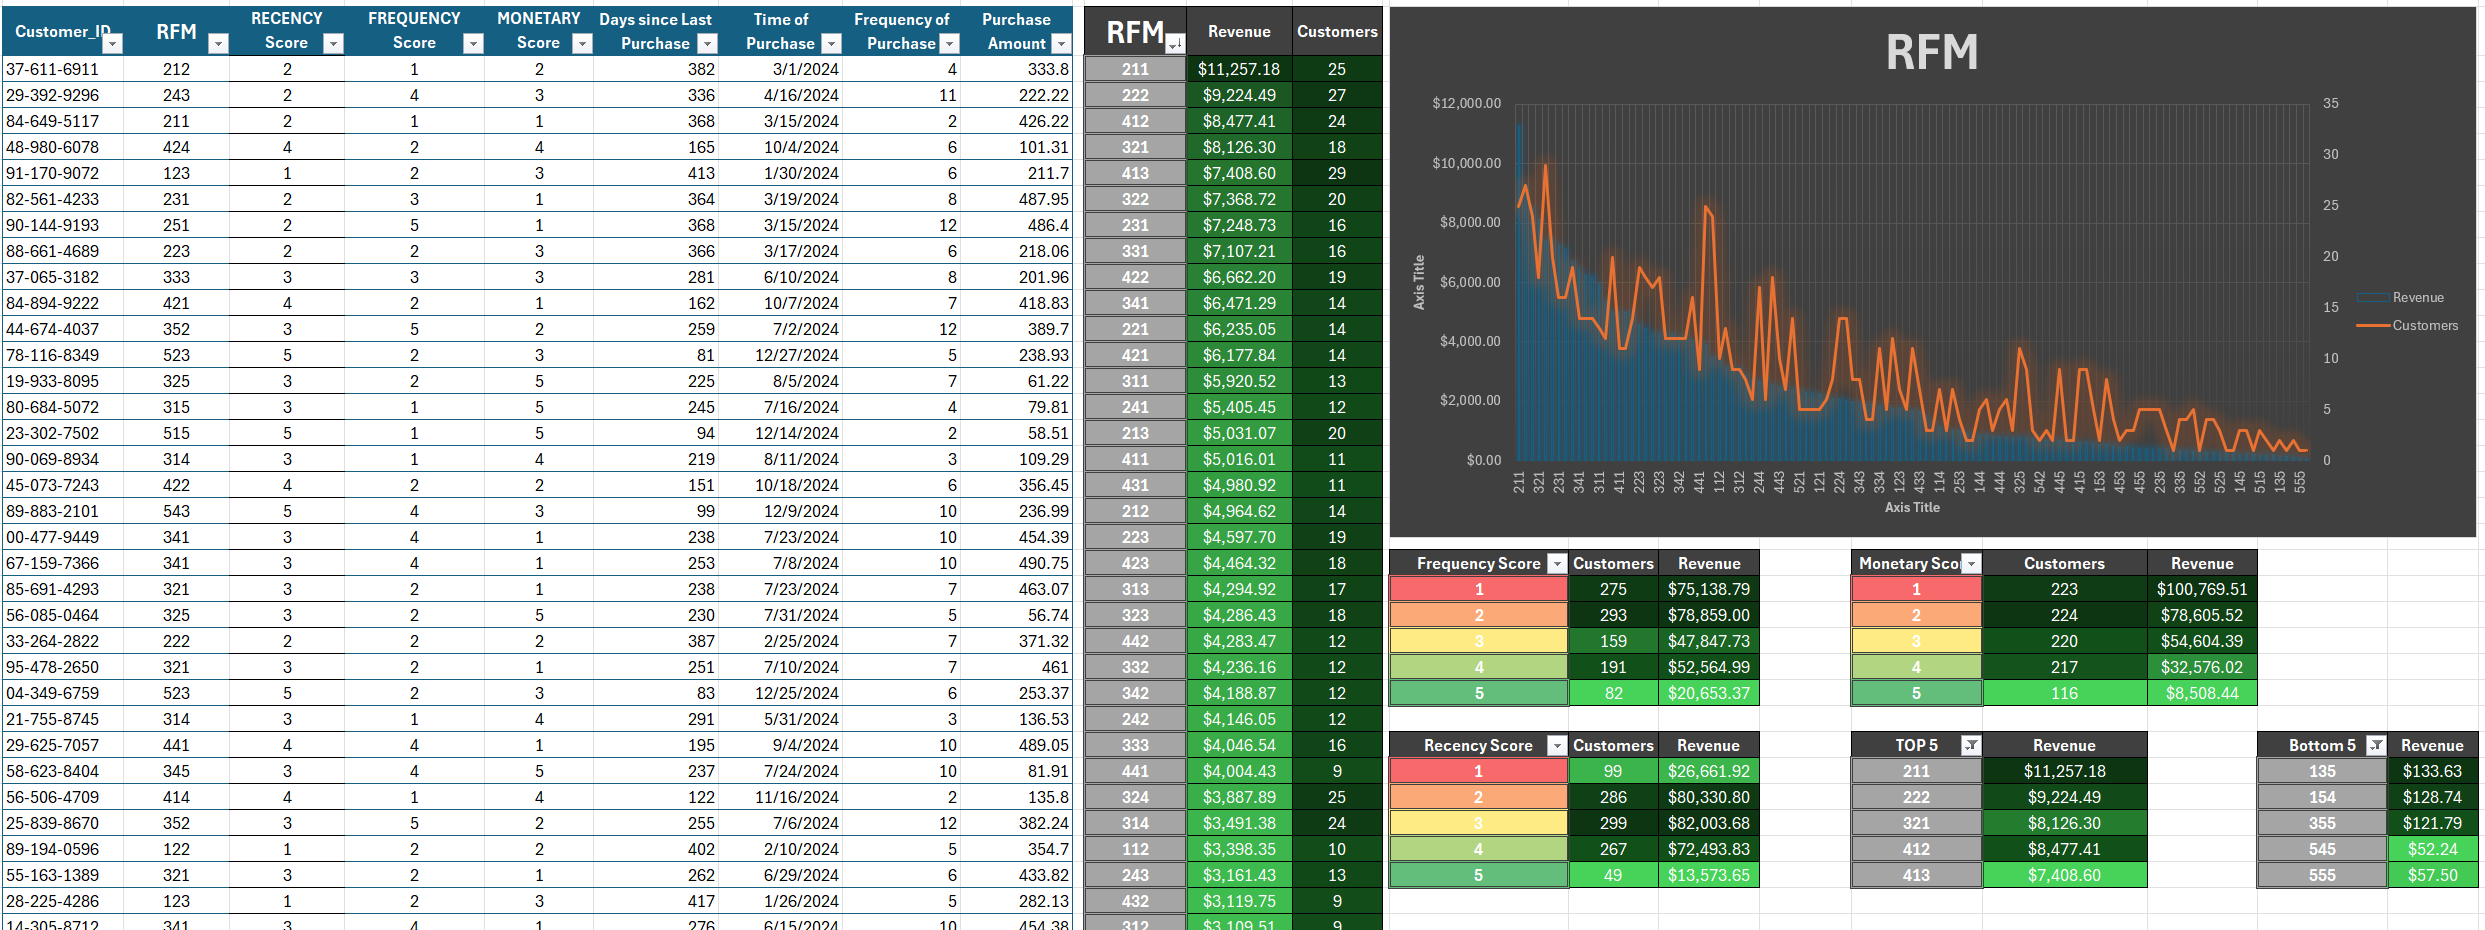 Customer_ID RFM RECENCY Score FREQUENCY Score MONETARY Score Days since Last Purchase Time of Purchase Frequency of Purchase Purchase Amount
37-611-6911 212 2 1 2 382 3/1/2024 4 333.8
29-392-9296 243 2 4 3 336 4/16/2024 11 222.22
84-649-5117 211 2 1 1 368 3/15/2024 2 426.22
48-980-6078 424 4 2 4 165 10/4/2024 6 101.31
91-170-9072 123 1 2 3 413 1/30/2024 6 211.7
82-561-4233 231 2 3 1 364 3/19/2024 8 487.95
90-144-9193 251 2 5 1 368 3/15/2024 12 486.4
88-661-4689 223 2 2 3 366 3/17/2024 6 218.06
37-065-3182 333 3 3 3 281 6/10/2024 8 201.96
84-894-9222 421 4 2 1 162 10/7/2024 7 418.83
44-674-4037 352 3 5 2 259 7/2/2024 12 389.7
78-116-8349 523 5 2 3 81 12/27/2024 5 238.93
19-933-8095 325 3 2 5 225 8/5/2024 7 61.22
80-684-5072 315 3 1 5 245 7/16/2024 4 79.81
23-302-7502 515 5 1 5 94 12/14/2024 2 58.51
90-069-8934 314 3 1 4 219 8/11/2024 3 109.29
45-073-7243 422 4 2 2 151 10/18/2024 6 356.45
89-883-2101 543 5 4 3 99 12/9/2024 10 236.99
00-477-9449 341 3 4 1 238 7/23/2024 10 454.39
67-159-7366 341 3 4 1 253 7/8/2024 10 490.75
85-691-4293 321 3 2 1 238 7/23/2024 7 463.07
56-085-0464 325 3 2 5 230 7/31/2024 5 56.74
33-264-2822 222 2 2 2 387 2/25/2024 7 371.32
95-478-2650 321 3 2 1 251 7/10/2024 7 461
04-349-6759 523 5 2 3 83 12/25/2024 6 253.37
21-755-8745 314 3 1 4 291 5/31/2024 3 136.53
29-625-7057 441 4 4 1 195 9/4/2024 10 489.05
58-623-8404 345 3 4 5 237 7/24/2024 10 81.91
56-506-4709 414 4 1 4 122 11/16/2024 2 135.8
25-839-8670 352 3 5 2 255 7/6/2024 12 382.24
89-194-0596 122 1 2 2 402 2/10/2024 5 354.7
55-163-1389 321 3 2 1 262 6/29/2024 6 433.82
28-225-4286 123 1 2 3 417 1/26/2024 5 282.13
14-305-8712 341 3 4 1 276 6/15/2024 10 454.38
RFM Revenue Customers
211 $11,257.18 25
222 $9,224.49 27
412 $8,477.41 24
321 $8,126.30 18
413 $7,408.60 29
322 $7,368.72 20
231 $7,248.73 16
331 $7,107.21 16
422 $6,662.20 19
341 $6,471.29 14
221 $6,235.05 14
421 $6,177.84 14
311 $5,920.52 13
241 $5,405.45 12
213 $5,031.07 20
411 $5,016.01 11
431 $4,980.92 11
212 $4,964.62 14
223 $4,597.70 19
423 $4,464.32 18
313 $4,294.92 17
323 $4,286.43 18
442 $4,283.47 12
332 $4,236.16 12
342 $4,188.87 12
242 $4,146.05 12
333 $4,046.54 16
441 $4,004.43 9
324 $3,887.89 25
314 $3,491.38 24
112 $3,398.35 10
243 $3,161.43 13
432 $3,119.75 9
312 $3,109.51 9
RFM
$12,000.00 35
$10,000.00 30
$8,000.00 25
$6,000.00 20
$4,000.00 15
$2,000.00 10
$0.00 5
0
Axis Title
Revenue
Customers
211 321 231 341 311 411 223 323 342 441 112 312 244 443 521 121 224 343 334 123 433 114 253 144 444 325 542 445 415 153 453 455 235 335 552 525 145 515 135 555
Axis Title
Frequency Score Customers Revenue
1 275 $75,138.79
2 293 $78,859.00
3 159 $47,847.73
4 191 $52,564.99
5 82 $20,653.37
Monetary Scor Customers Revenue
1 223 $100,769.51
2 224 $78,605.52
3 220 $54,604.39
4 217 $32,576.02
5 116 $8,508.44
Recency Score Customers Revenue
1 99 $26,661.92
2 286 $80,330.80
3 299 $82,003.68
4 267 $72,493.83
5 49 $13,573.65
TOP 5 Revenue
211 $11,257.18
222 $9,224.49
321 $8,126.30
412 $8,477.41
413 $7,408.60
Bottom 5 Revenue
135 $133.63
154 $128.74
355 $121.79
545 $52.24
555 $57.50